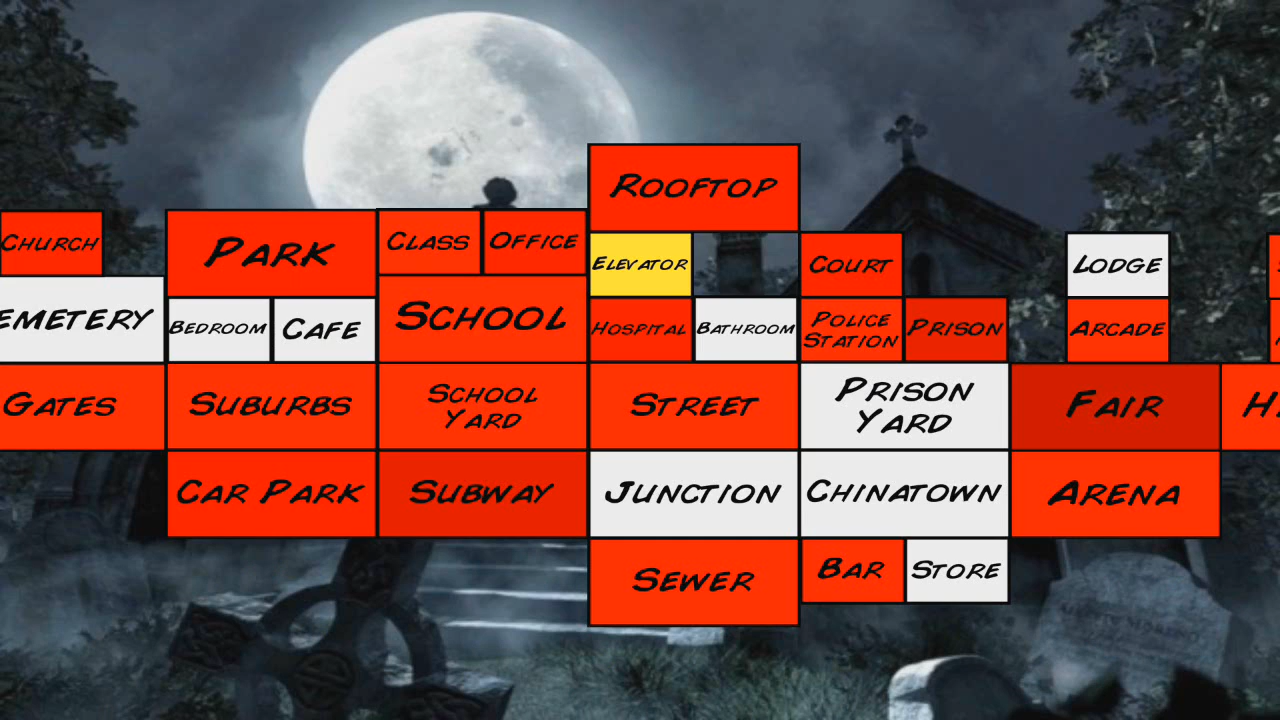 Rooftop
Church
Park
Class
Office
Elevator
Court
Lodge
School
Bedroom
Cafe
Hospital
Bathroom
Police
Station
Prison
Arcade
Gates
Suburbs
School
Yard
Street
Prison
Yard
Fair
Car Park
Subway
Junction
Chinatown
Arena
Sewer
Bar
Store